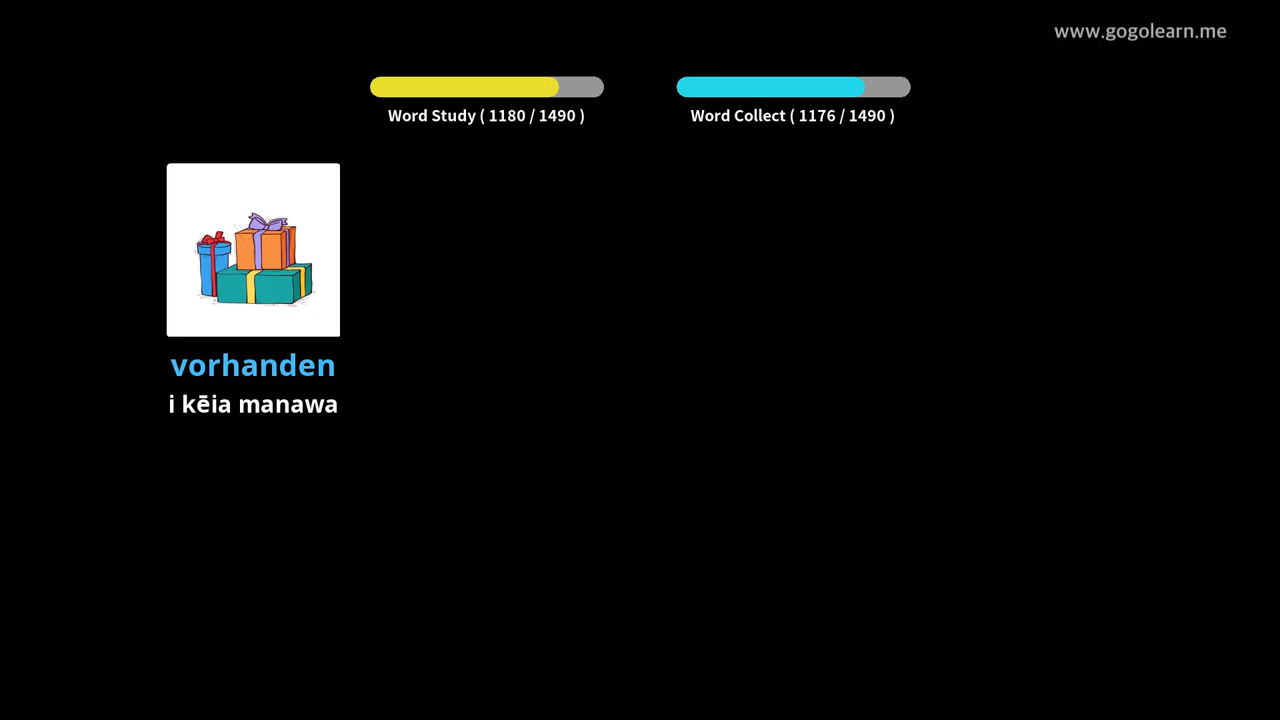 www.gogolearn.me
Word Study ( 1180 / 1490 )
Word Collect ( 1176 / 1490 )
vorhanden
i kēia manawa